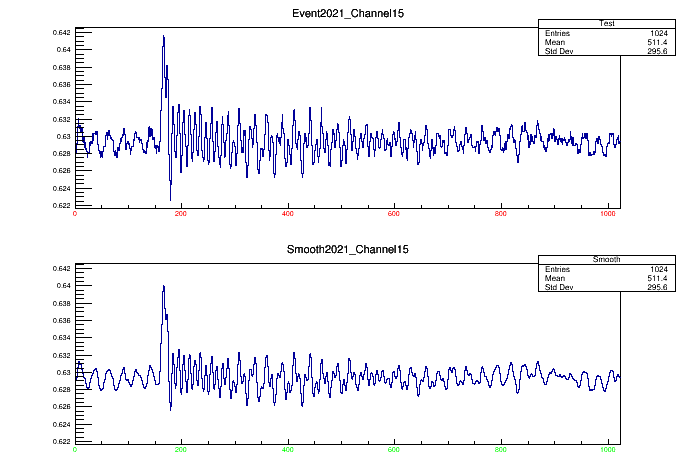 Event2021_Channel15
Test
Entries 1024
Mean 511.4
Std Dev 295.6
0.642
0.64
0.638
0.636
0.634
0.632
0.63
0.628
0.626
0.624
0.622
0 200 400 600 800 1000
Smooth2021_Channel15
Smooth
Entries 1024
Mean 511.4
Std Dev 295.6
0.642
0.64
0.638
0.636
0.634
0.632
0.63
0.628
0.626
0.624
0.622
0 200 400 600 800 1000